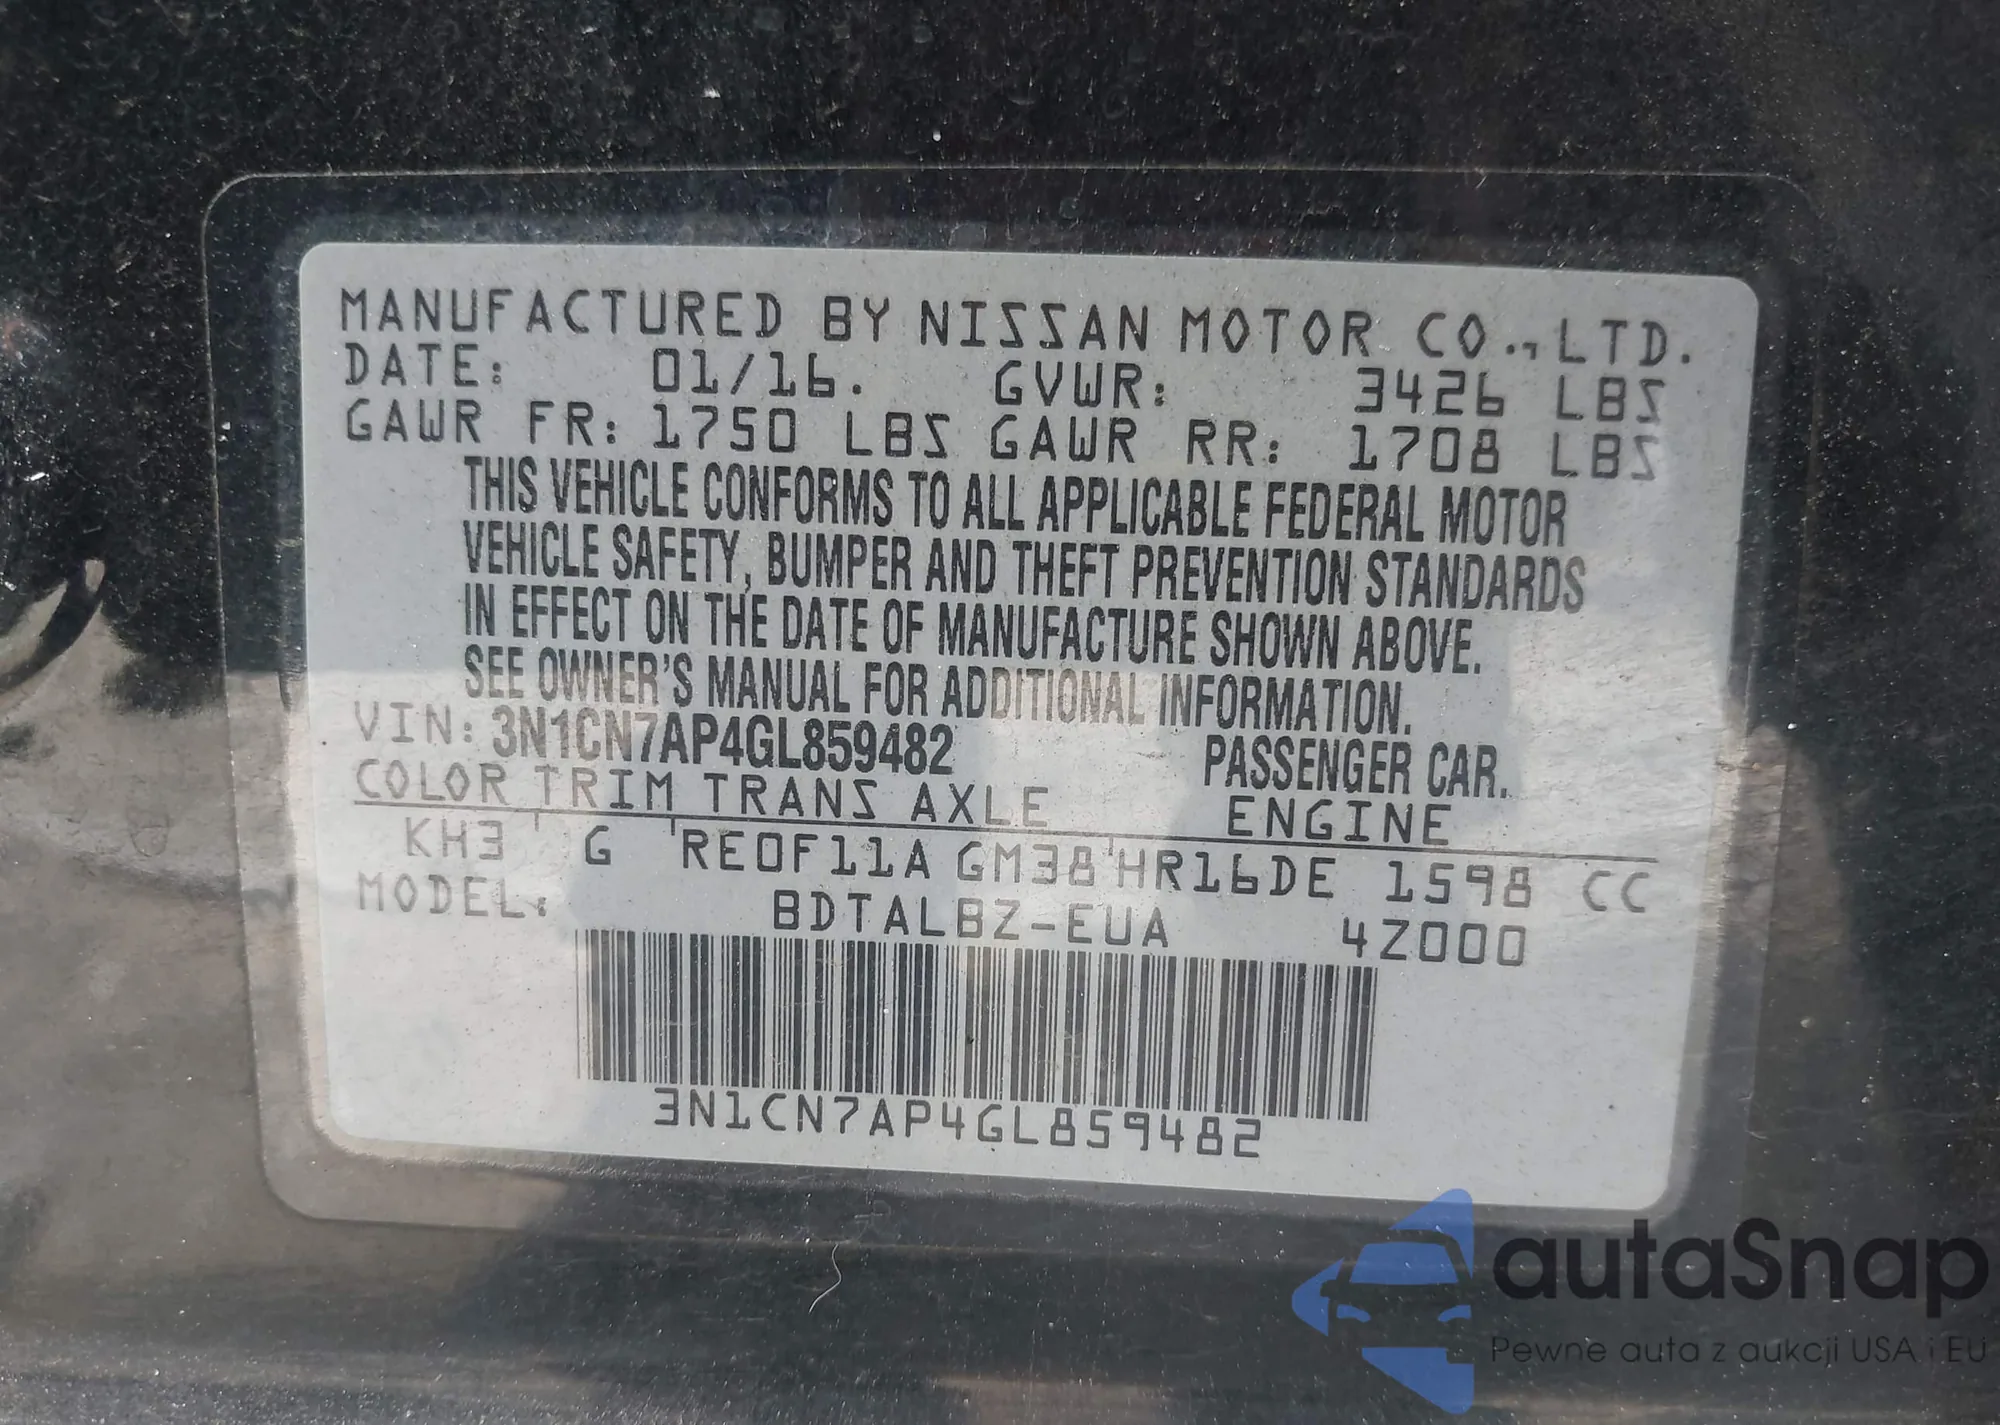 MANUFACTURED BY NISSAN MOTOR CO.,LTD.
DATE: 01/16. GVWR: 3426 LBS
GAWR FR: 1750 LBS GAWR RR: 1708 LBS
THIS VEHICLE CONFORMS TO ALL APPLICABLE FEDERAL MOTOR
VEHICLE SAFETY, BUMPER AND THEFT PREVENTION STANDARDS
IN EFFECT ON THE DATE OF MANUFACTURE SHOWN ABOVE.
SEE OWNER'S MANUAL FOR ADDITIONAL INFORMATION.
VIN: 3N1CN7AP4GL859482 PASSENGER CAR.
COLOR TRIM TRANS AXLE ENGINE
KH3 G RE0F11A GM38 HR16DE 1598 CC
MODEL: BDTALBZ-EUA 4Z000
3N1CN7AP4GL859482
autaSnap
Pewne auta z aukcji USA i EU